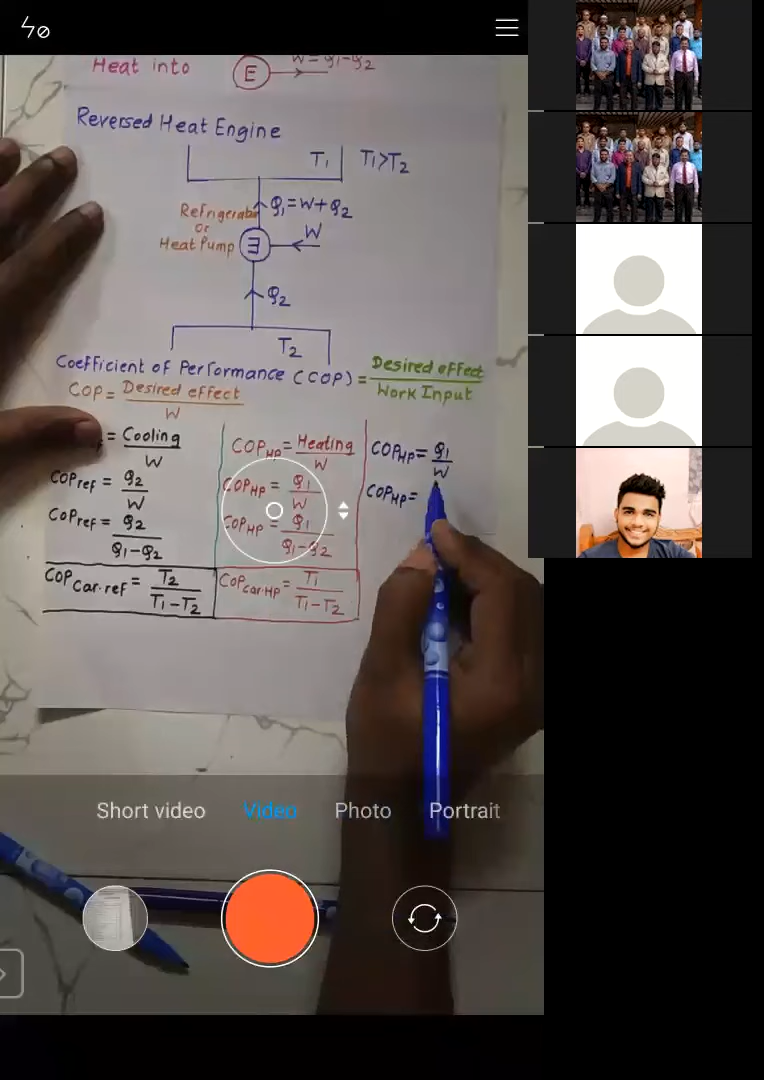 Heat into
E
W = Q1-Q2
Reversed Heat Engine
T1
T1>T2
Q1=W+Q2
Refrigerator
or
Heat Pump
E
W
Q2
T2
Coefficient of Performance (COP) = Desired effect / Work Input
COP = Desired effect / W
= Cooling / W
COPref = Q2 / W
COPref = Q2 / Q1-Q2
COPCar.ref = T2 / T1-T2
COPHP = Heating / W
COPHP = Q1 / W
COPHP = Q1 / Q1-Q2
COPCar.HP = T1 / T1-T2
COPHP = Q1 / W
COPHP =
Short video Video Photo Portrait